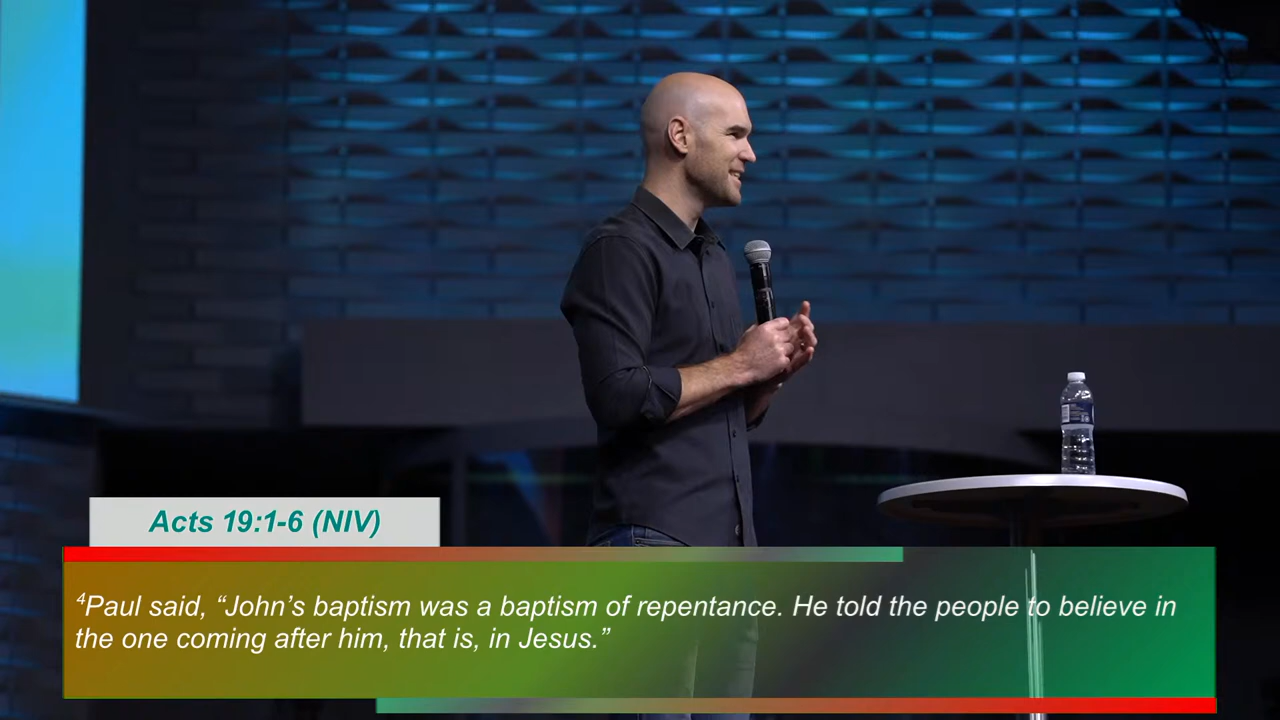 Acts 19:1-6 (NIV)
⁴Paul said, “John’s baptism was a baptism of repentance. He told the people to believe in
the one coming after him, that is, in Jesus.”